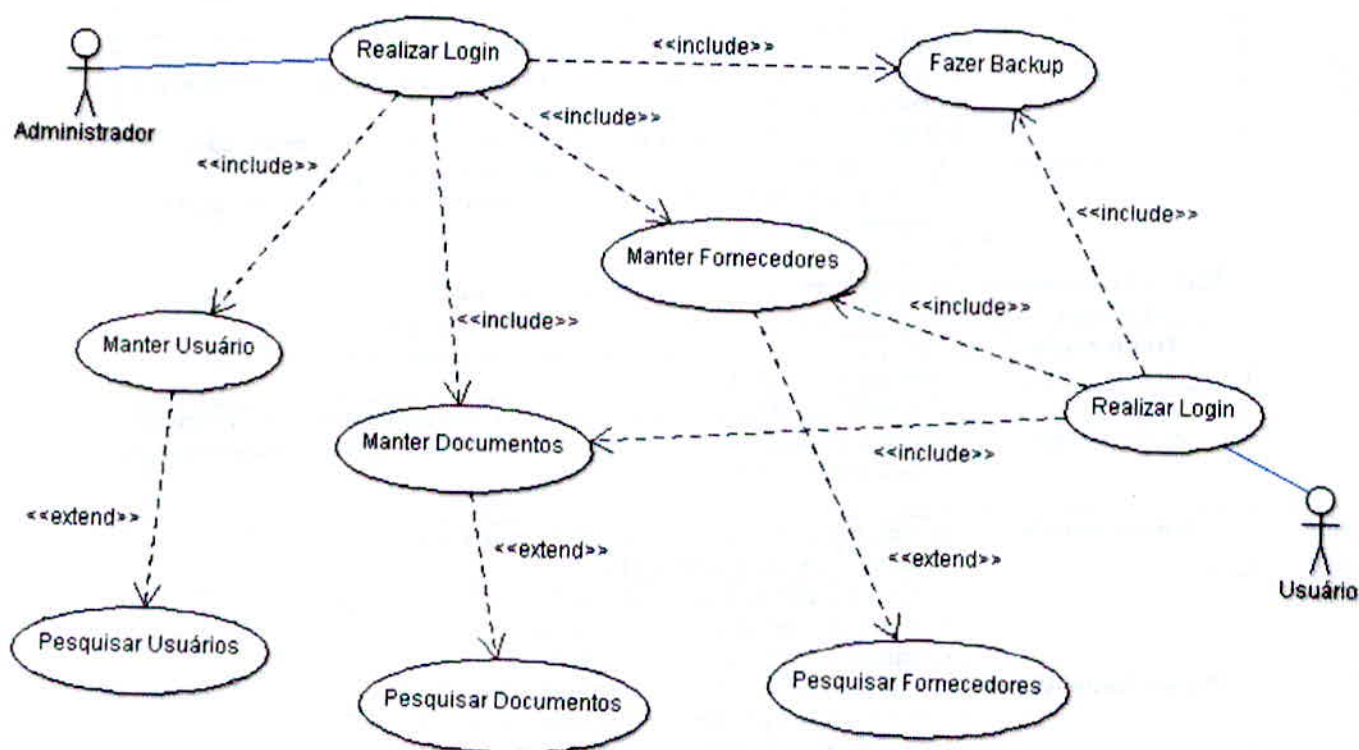 Realizar Login
<<include>>
Fazer Backup
Administrador
<<include>>
<<include>>
<<include>>
Manter Fornecedores
<<include>>
<<include>>
Manter Usuário
Realizar Login
Manter Documentos
<<include>>
<<extend>>
<<extend>>
<<extend>>
Usuário
Pesquisar Usuários
Pesquisar Documentos
Pesquisar Fornecedores